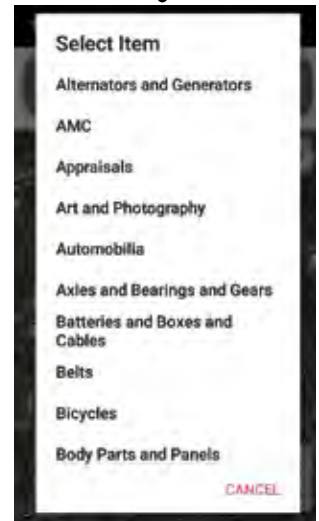 Select Item
Alternators and Generators
AMC
Appraisals
Art and Photography
Automobilia
Axles and Bearings and Gears
Batteries and Boxes and
Cables
Belts
Bicycles
Body Parts and Panels
CANCEL